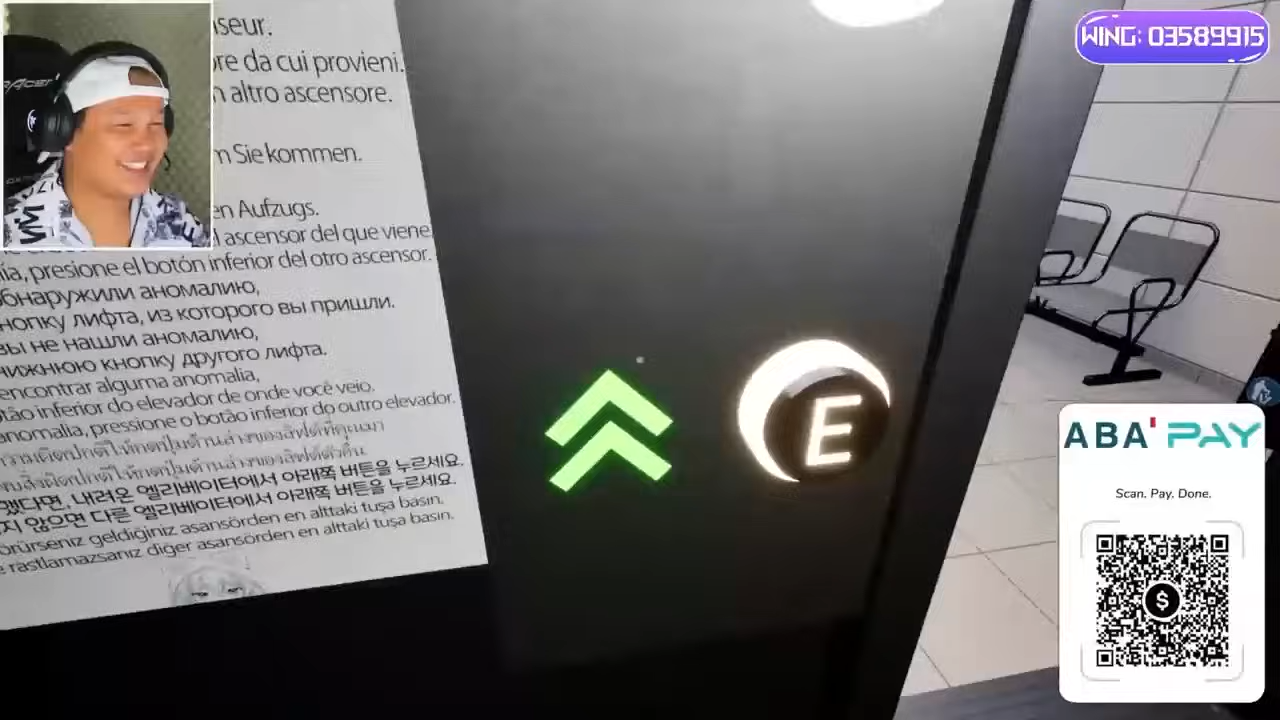 WING: 03589915
seur.
ore da cui provieni.
n altro ascensore.
m Sie kommen.
en Aufzugs.
ascensor del que viene
ía, presione el botón inferior del otro ascensor.
обнаружили аномалию,
нопку лифта, из которого вы пришли.
вы не нашли аномалию,
нижнюю кнопку другого лифта.
encontrar alguma anomalia,
tão inferior do elevador de onde você veio.
anomalia, pressione o botão inferior do outro elevador.
겠다면, 내려온 엘리베이터에서 아래쪽 버튼을 누르세요.
지 않으면 다른 엘리베이터에서 아래쪽 버튼을 누르세요.
örürseniz geldiğiniz asansörden en alttaki tuşa basın.
e rastlamazsanız diğer asansörden en alttaki tuşa basın.
E
ABA' PAY
Scan. Pay. Done.
$